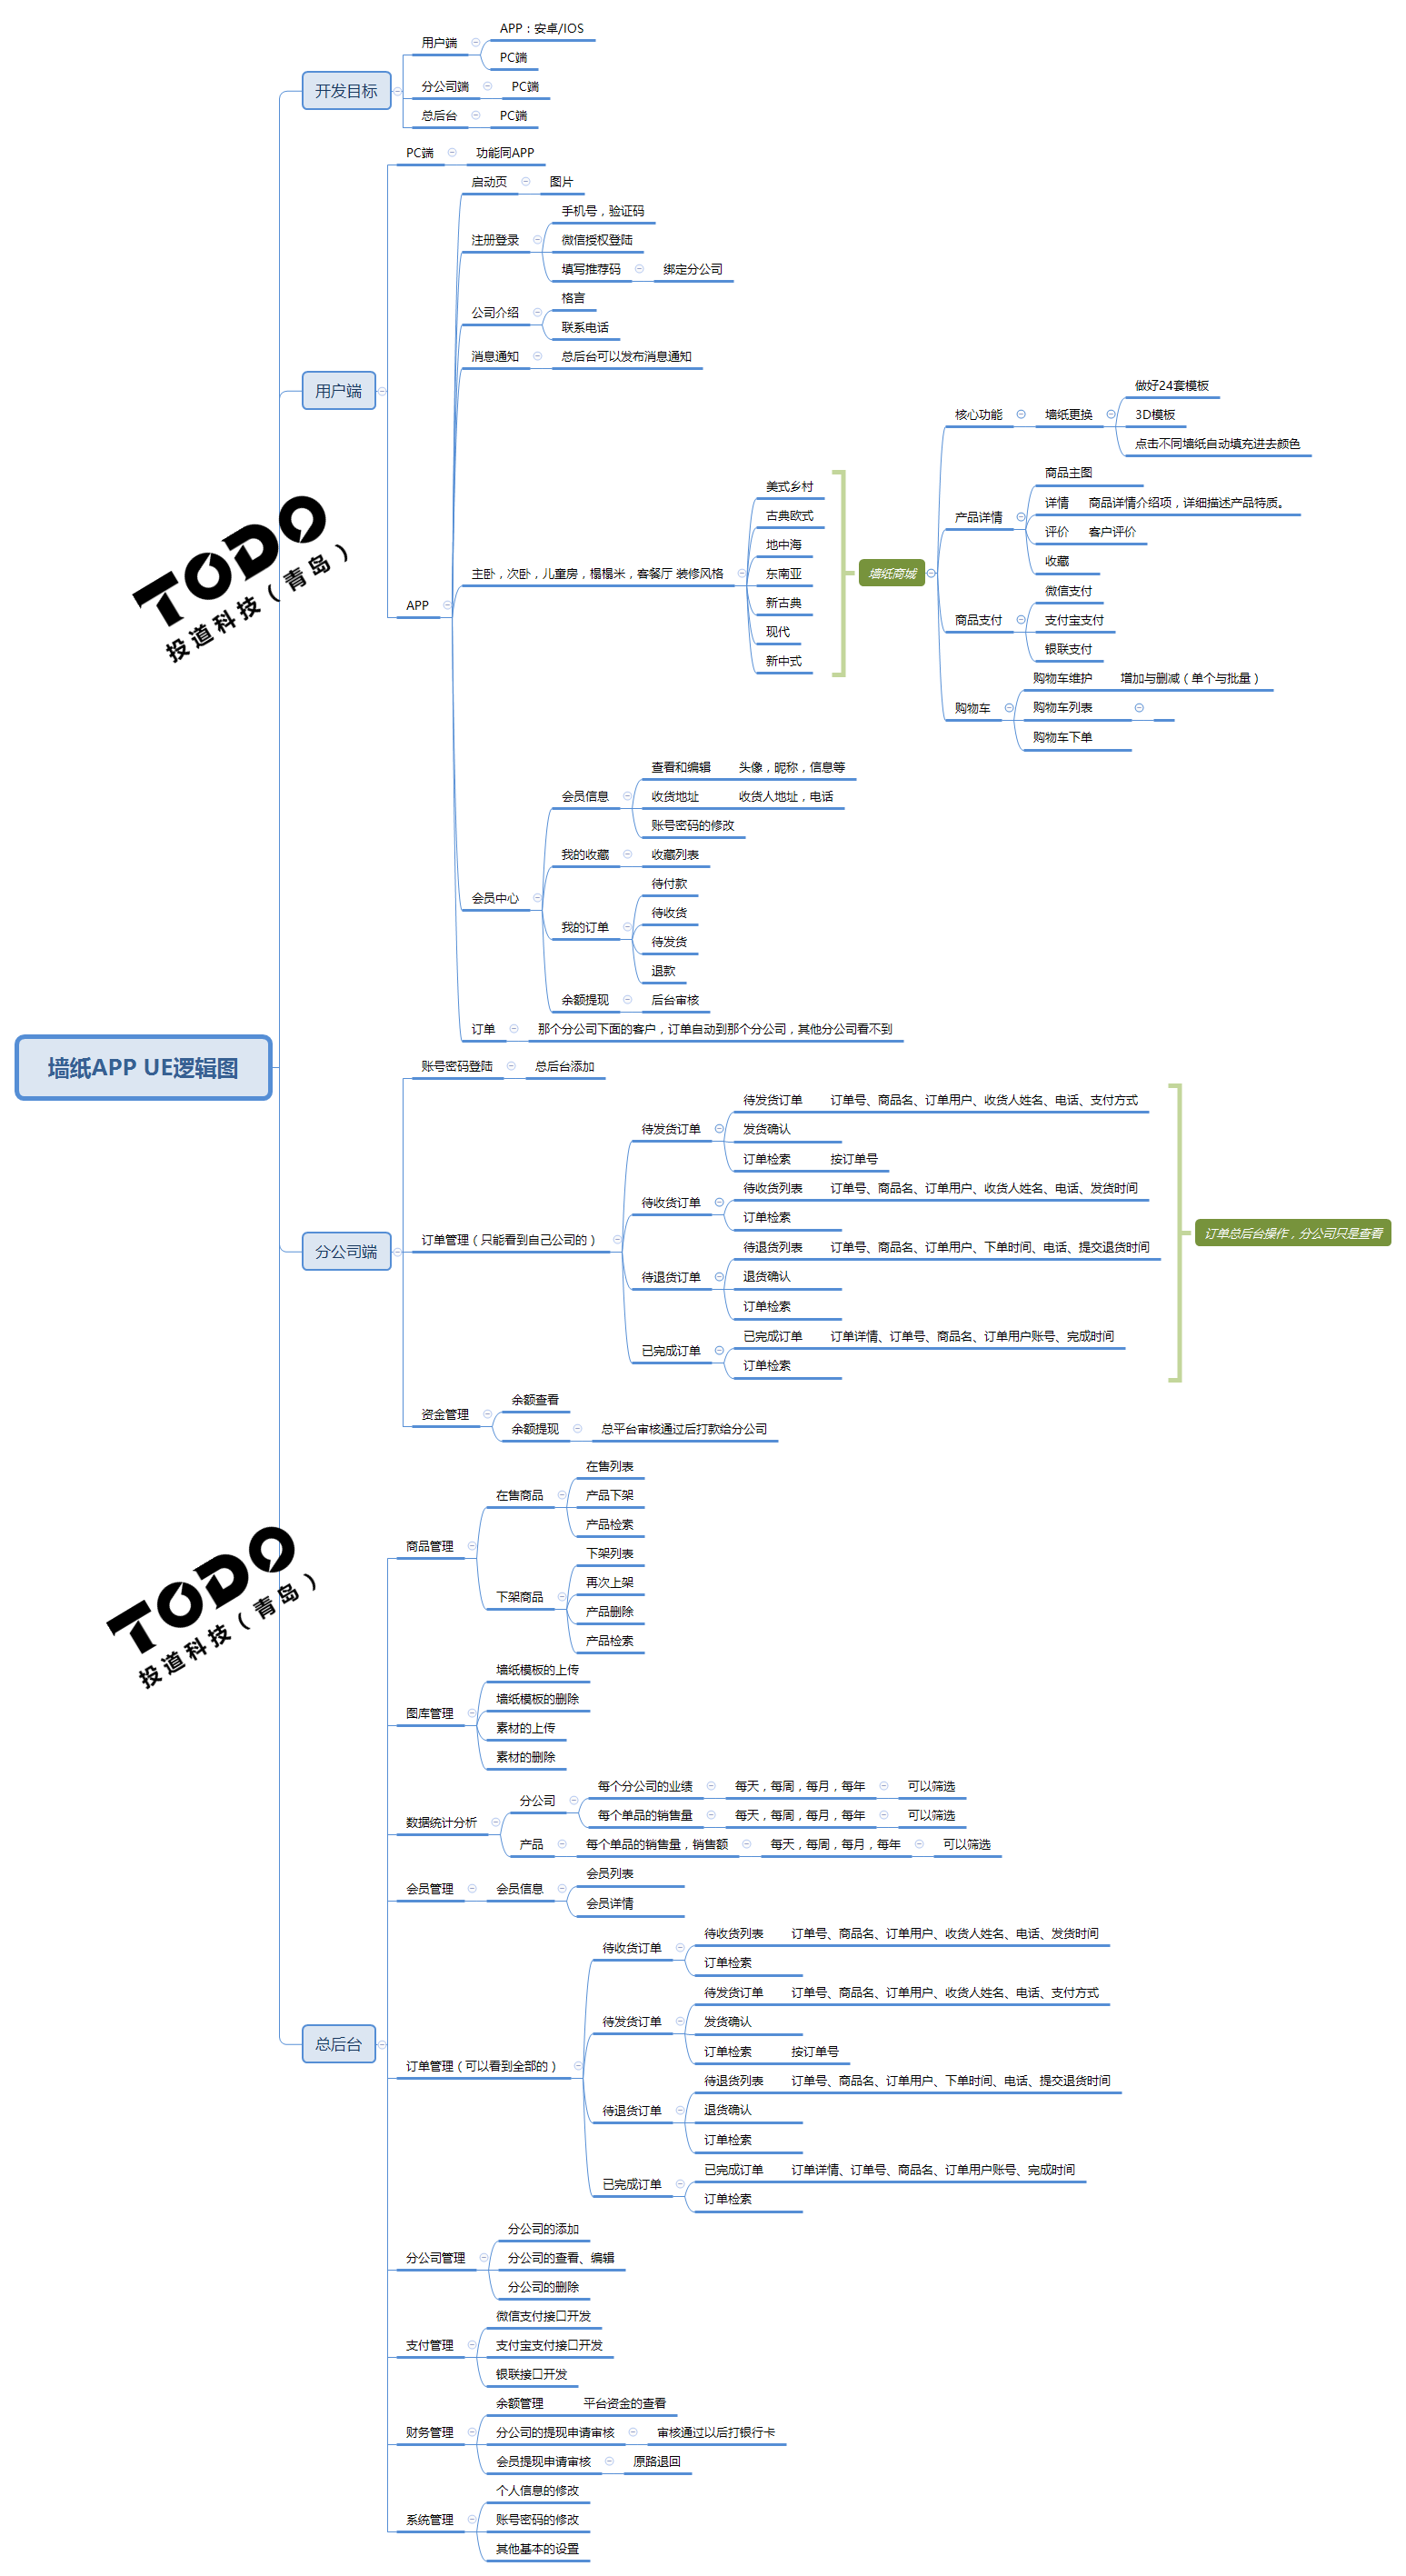 墙纸APP UE逻辑图
开发目标
用户端
APP：安卓/IOS
PC端
分公司端
PC端
总后台
PC端
用户端
PC端
功能同APP
APP
启动页
图片
注册登录
手机号，验证码
微信授权登陆
填写推荐码
绑定分公司
公司介绍
格言
联系电话
消息通知
总后台可以发布消息通知
主卧，次卧，儿童房，榻榻米，客餐厅 装修风格
美式乡村
古典欧式
地中海
东南亚
新古典
现代
新中式
墙纸商城
核心功能
墙纸更换
做好24套模板
3D模板
点击不同墙纸自动填充进去颜色
产品详情
商品主图
详情 商品详情介绍项，详细描述产品特质。
评价 客户评价
收藏
商品支付
微信支付
支付宝支付
银联支付
购物车
购物车维护 增加与删减（单个与批量）
购物车列表
购物车下单
会员中心
会员信息
查看和编辑 头像，昵称，信息等
收货地址 收货人地址，电话
账号密码的修改
我的收藏
收藏列表
我的订单
待付款
待收货
待发货
退款
余额提现
后台审核
订单
那个分公司下面的客户，订单自动到那个分公司，其他分公司看不到
分公司端
账号密码登陆
总后台添加
订单管理（只能看到自己公司的）
待发货订单
待发货订单 订单号、商品名、订单用户、收货人姓名、电话、支付方式
发货确认
订单检索 按订单号
待收货订单
待收货列表 订单号、商品名、订单用户、收货人姓名、电话、发货时间
订单检索
待退货订单
待退货列表 订单号、商品名、订单用户、下单时间、电话、提交退货时间
退货确认
订单检索
已完成订单
已完成订单 订单详情、订单号、商品名、订单用户账号、完成时间
订单检索
订单总后台操作，分公司只是查看
资金管理
余额查看
余额提现
总平台审核通过后打款给分公司
总后台
商品管理
在售商品
在售列表
产品下架
产品检索
下架商品
下架列表
再次上架
产品删除
产品检索
图库管理
墙纸模板的上传
墙纸模板的删除
素材的上传
素材的删除
数据统计分析
分公司
每个分公司的业绩
每天，每周，每月，每年
可以筛选
每个单品的销售量
每天，每周，每月，每年
可以筛选
产品
每个单品的销售量，销售额
每天，每周，每月，每年
可以筛选
会员管理
会员信息
会员列表
会员详情
订单管理（可以看到全部的）
待收货订单
待收货列表 订单号、商品名、订单用户、收货人姓名、电话、发货时间
订单检索
待发货订单
待发货订单 订单号、商品名、订单用户、收货人姓名、电话、支付方式
发货确认
订单检索 按订单号
待退货订单
待退货列表 订单号、商品名、订单用户、下单时间、电话、提交退货时间
退货确认
订单检索
已完成订单
已完成订单 订单详情、订单号、商品名、订单用户账号、完成时间
订单检索
分公司管理
分公司的添加
分公司的查看、编辑
分公司的删除
支付管理
微信支付接口开发
支付宝支付接口开发
银联接口开发
财务管理
余额管理 平台资金的查看
分公司的提现申请审核
审核通过以后打银行卡
会员提现申请审核
原路退回
系统管理
个人信息的修改
账号密码的修改
其他基本的设置
TODO
投道科技（青岛）
TODO
投道科技（青岛）